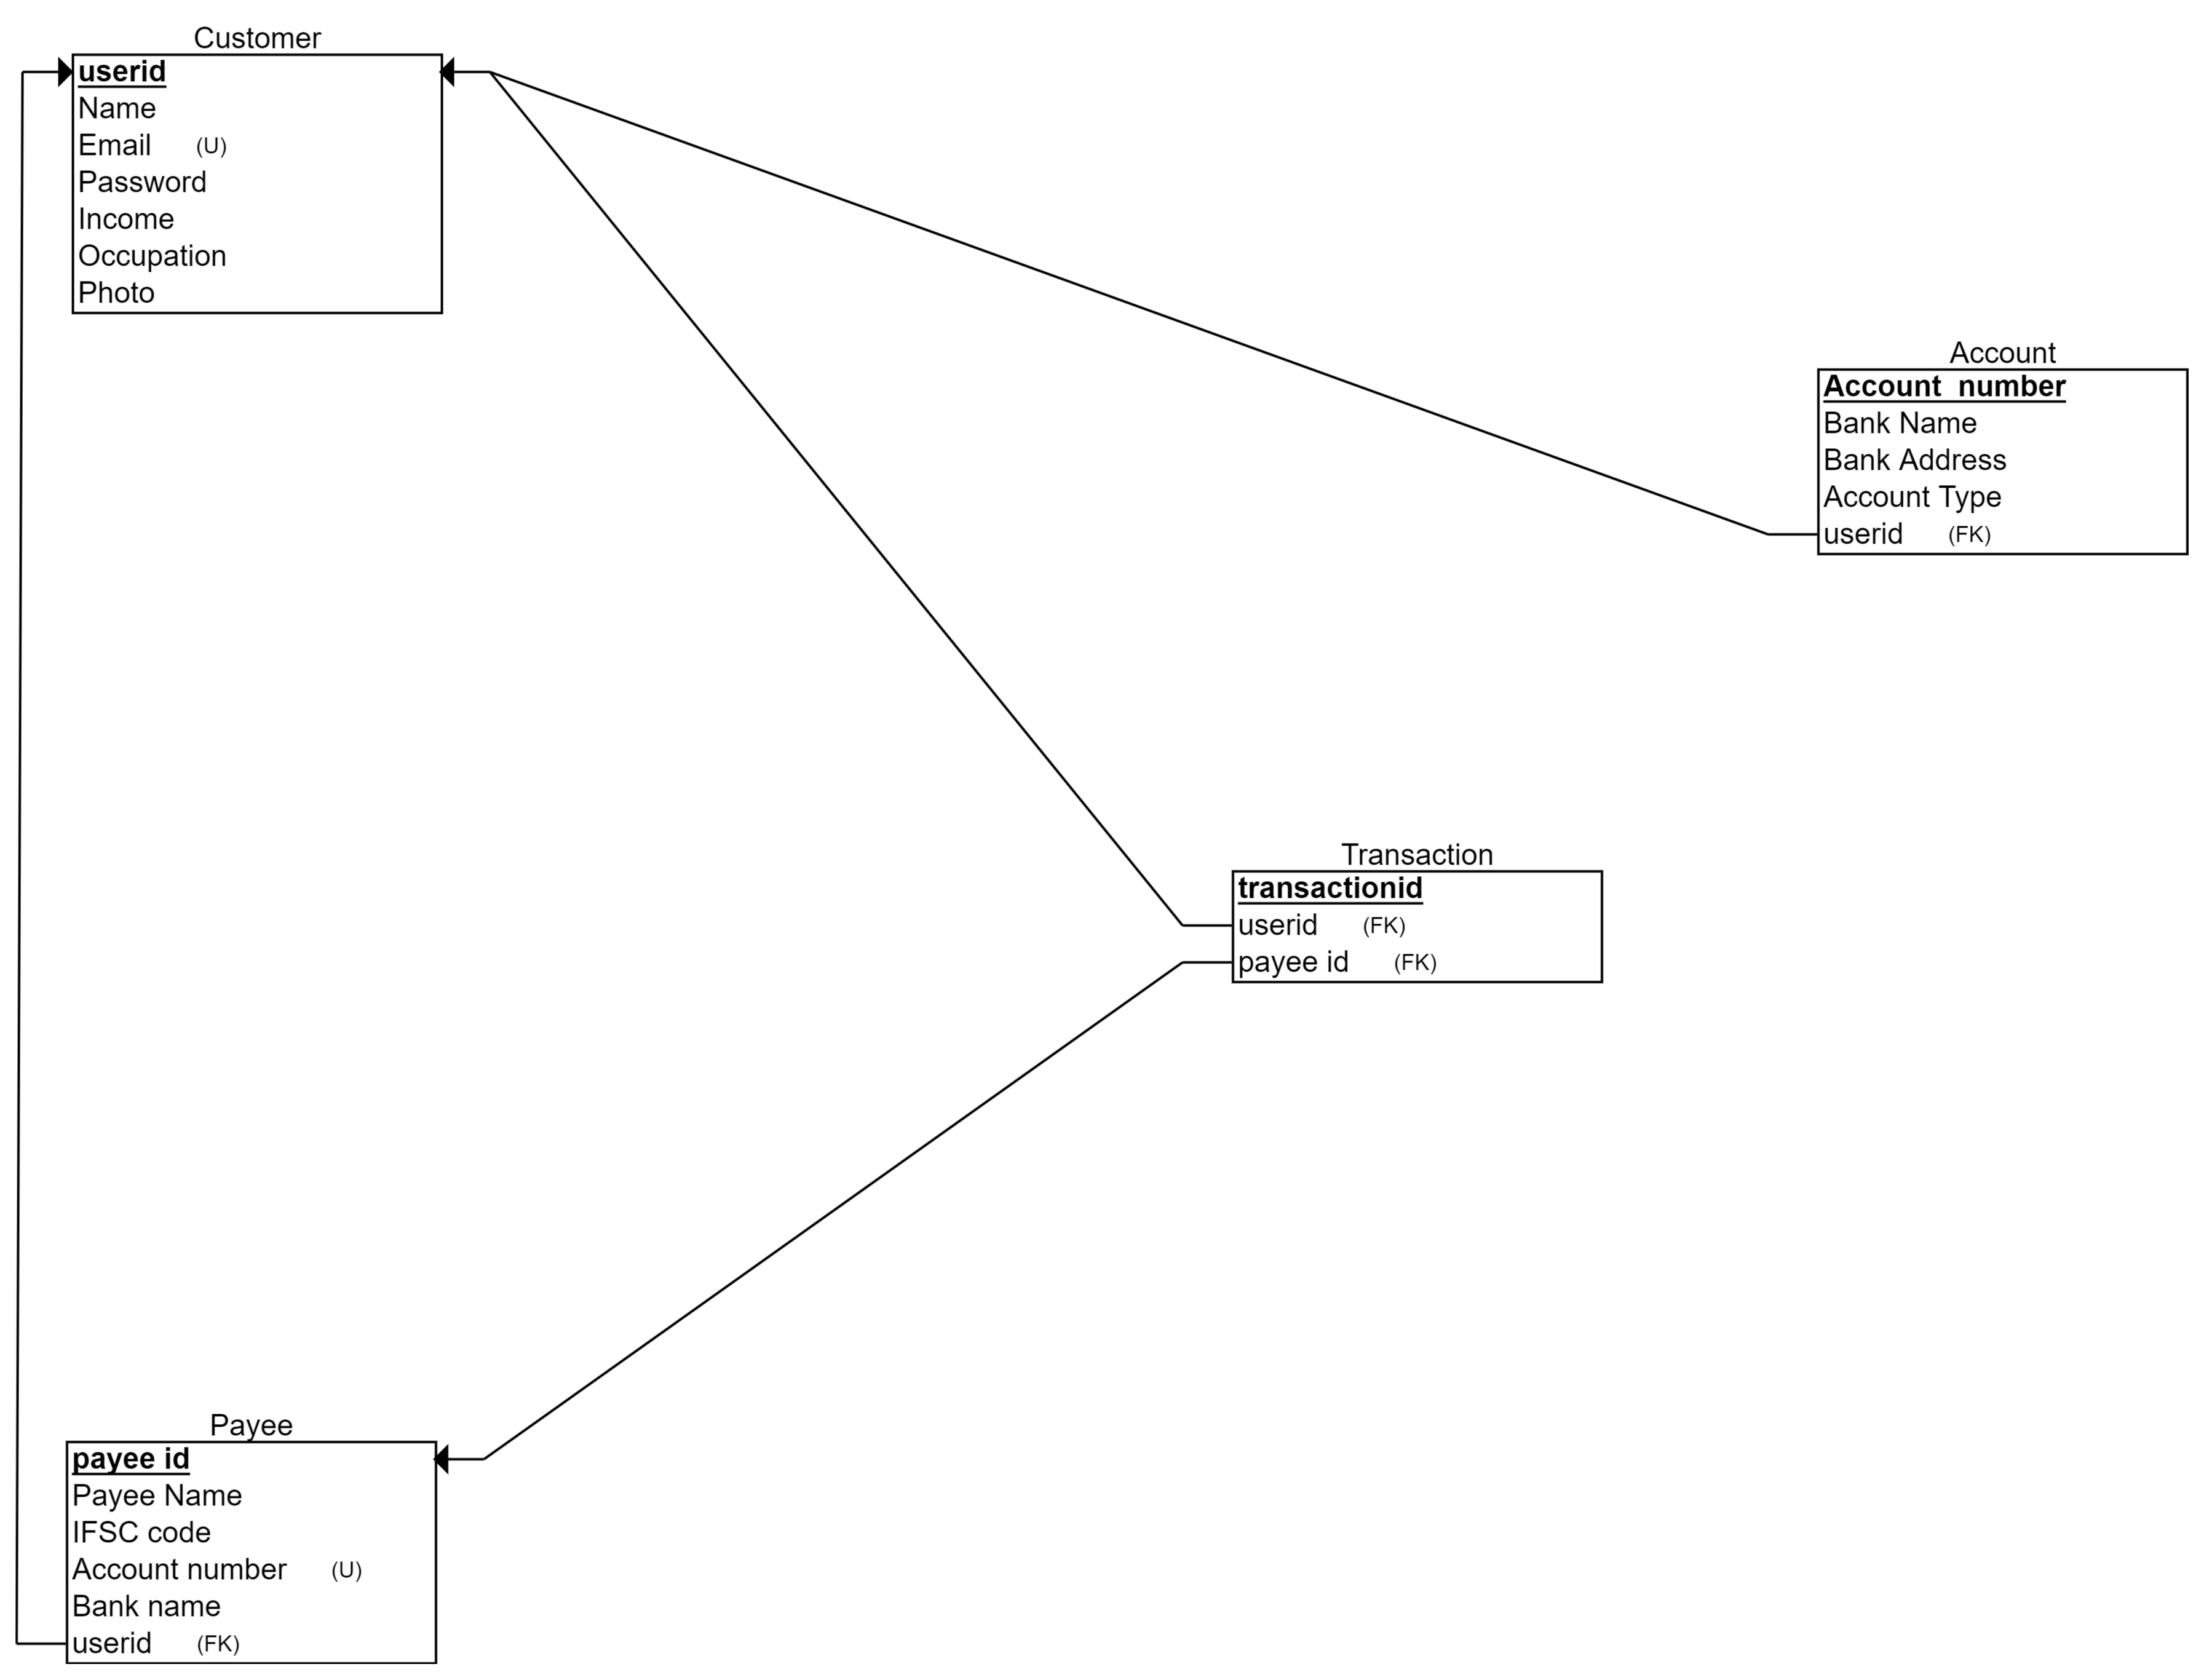 Customer
userid
Name
Email (U)
Password
Income
Occupation
Photo
Account
Account number
Bank Name
Bank Address
Account Type
userid (FK)
Transaction
transactionid
userid (FK)
payee id (FK)
Payee
payee id
Payee Name
IFSC code
Account number (U)
Bank name
userid (FK)